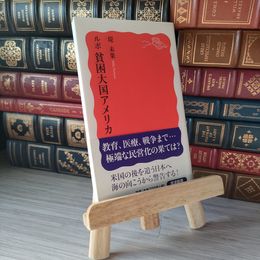 堤 未果
ルポ 貧困大国アメリカ
教育、医療、戦争まで…
極端な民営化の果ては?
米国の後を追う日本へ
海の向こうから警告する!